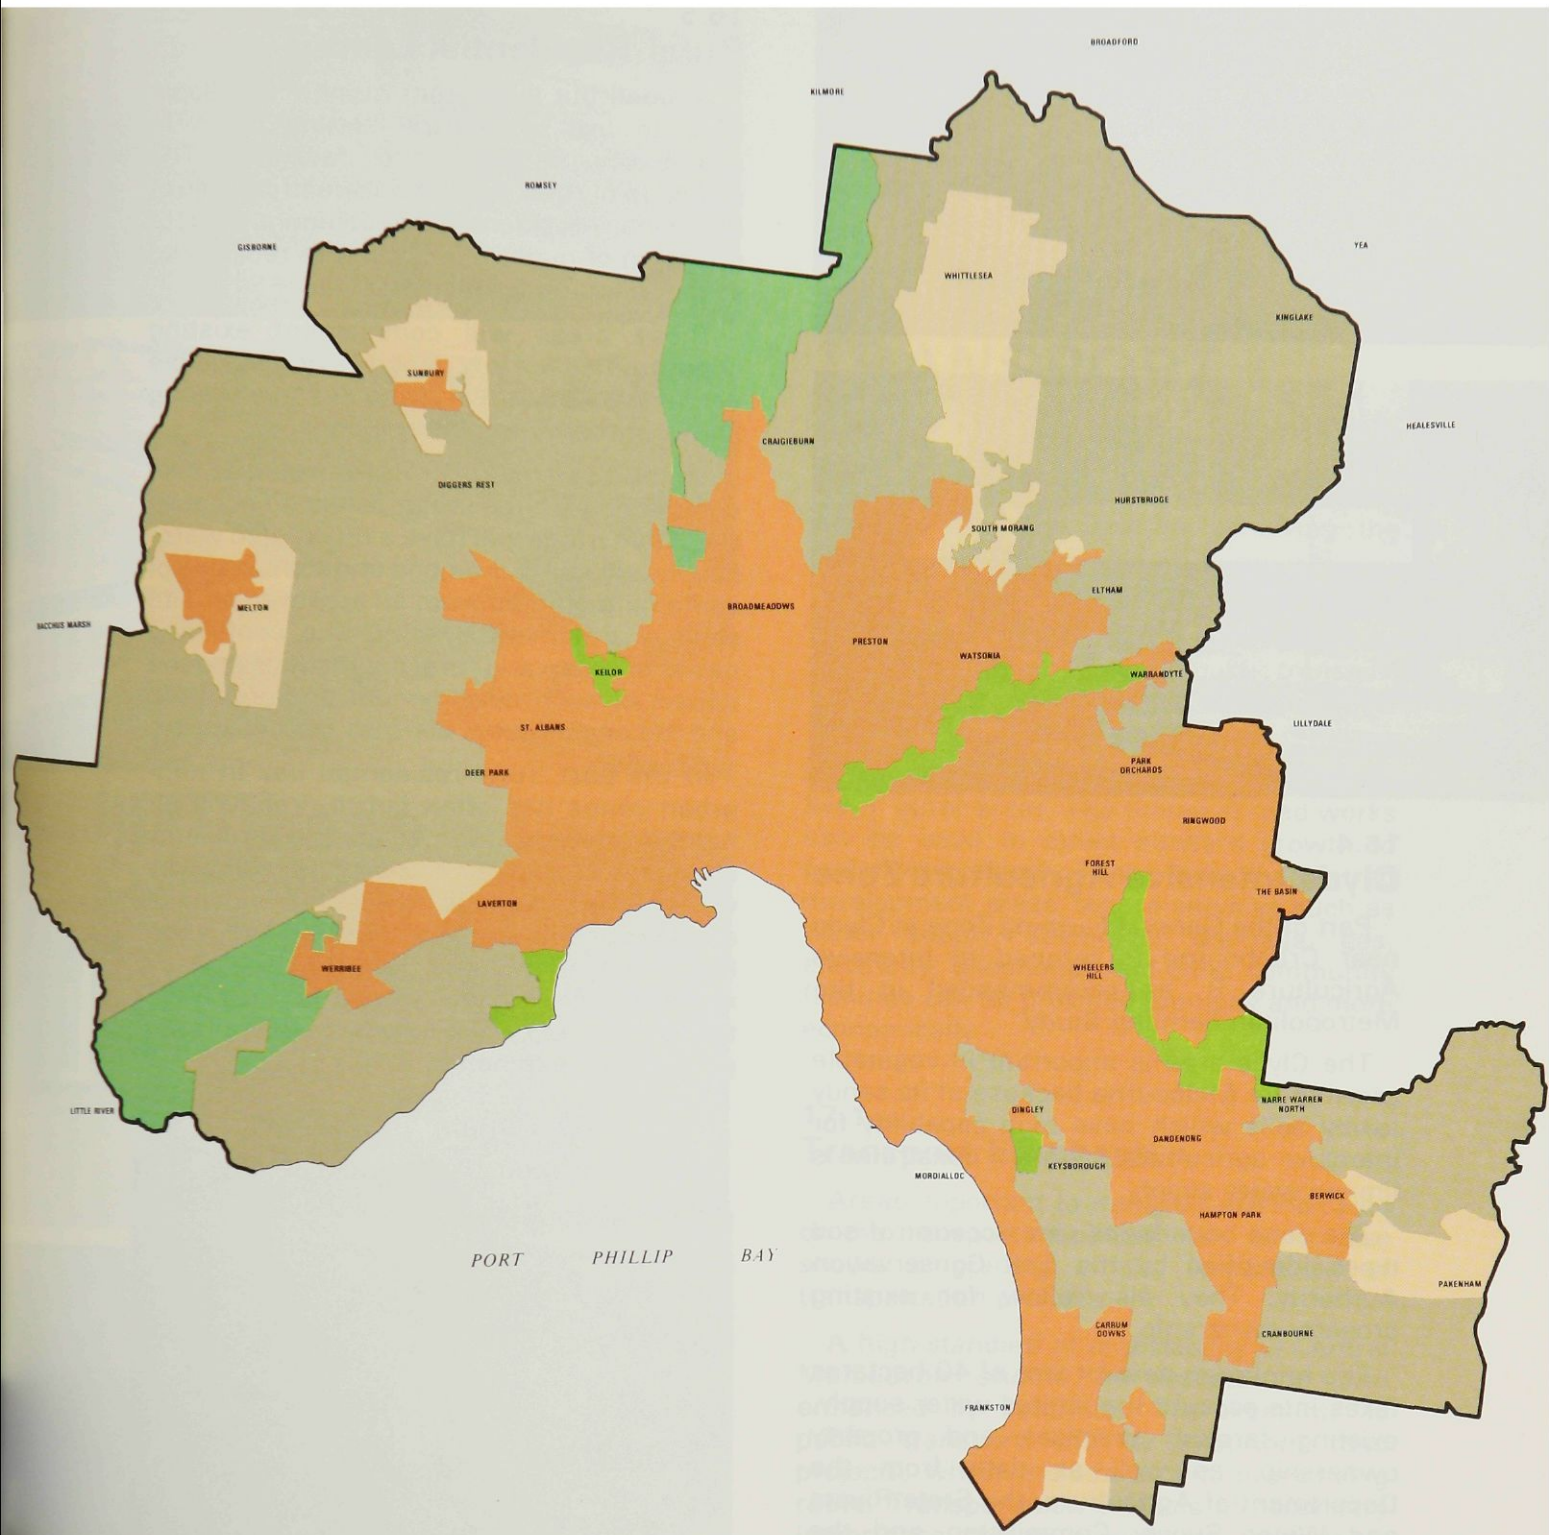 BROADFORD
KILMORE
ROMSEY
GISBORNE
YEA
WHITTLESEA
KINGLAKE
SUNBURY
HEALESVILLE
CRAIGIEBURN
DIGGERS REST
HURSTBRIDGE
SOUTH MORANG
ELTHAM
MELTON
BROADMEADOWS
BACCHUS MARSH
PRESTON
WATSONIA
KEILOR
WARRANDYTE
LILLYDALE
ST. ALBANS
PARK
ORCHARDS
DEER PARK
RINGWOOD
FOREST
HILL
THE BASIN
LAVERTON
WERRIBEE
WHEELERS
HILL
NARRE WARREN
NORTH
LITTLE RIVER
DINGLEY
DANDENONG
KEYSBOROUGH
MORDIALLOC
BERWICK
HAMPTON PARK
PORT PHILLIP BAY
PAKENHAM
CARRUM
DOWNS
CRANBOURNE
FRANKSTON